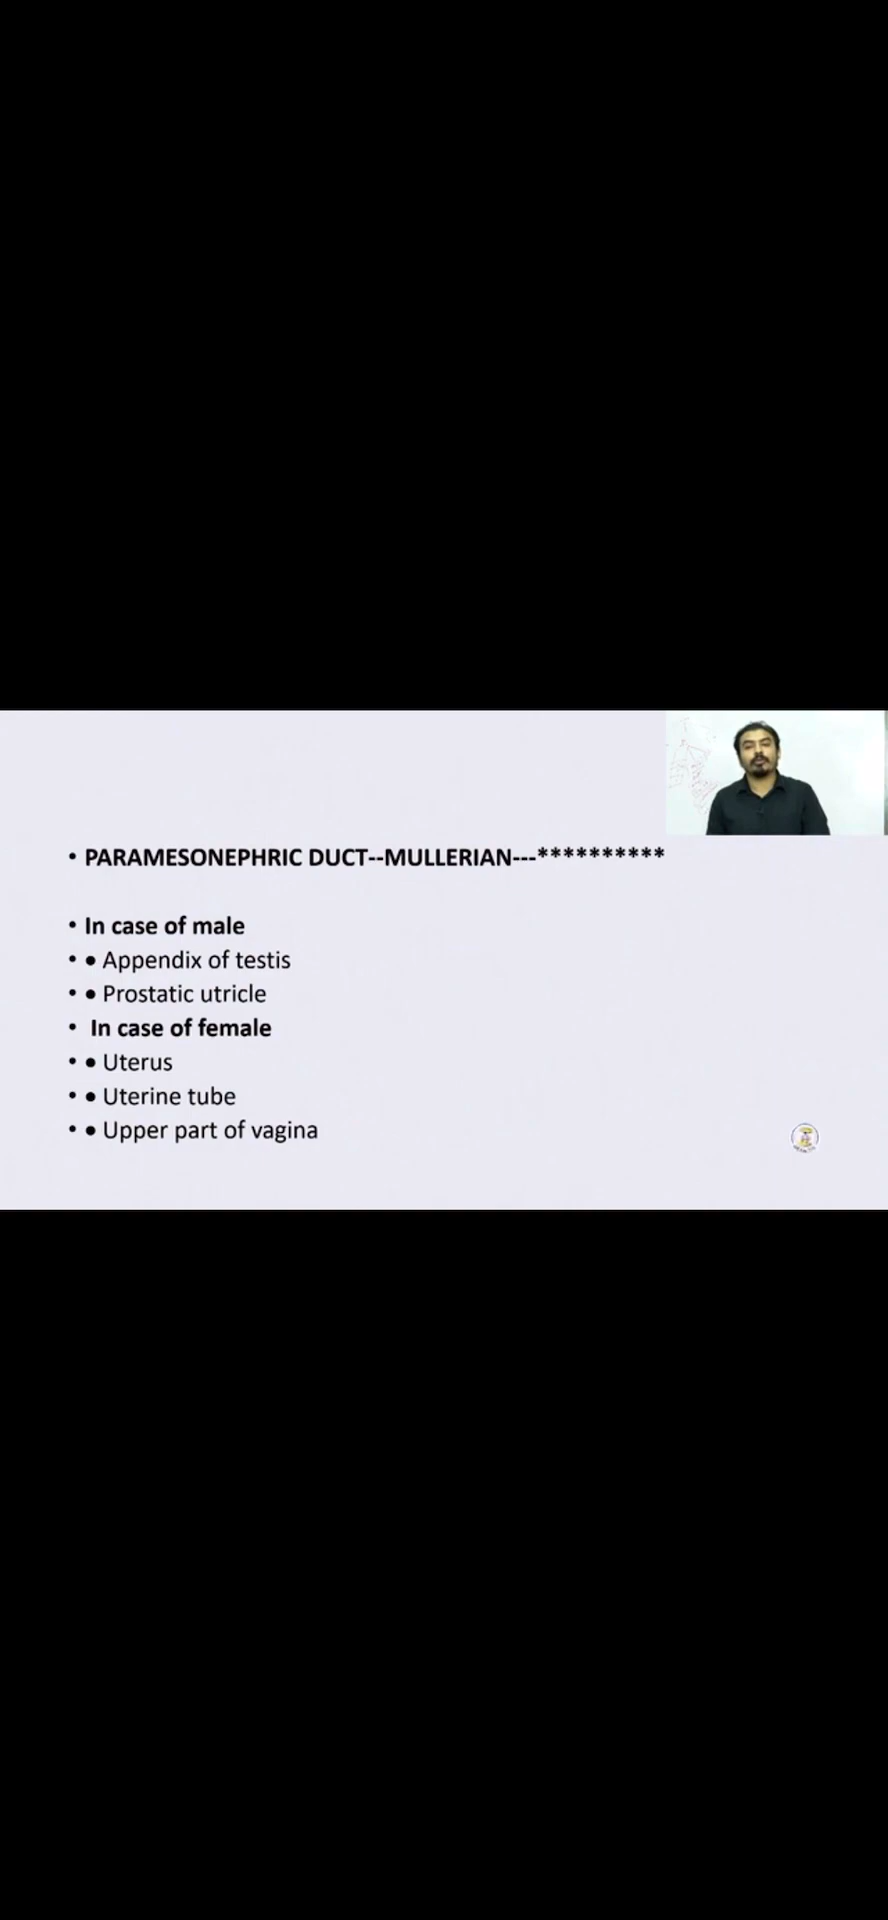 • PARAMESONEPHRIC DUCT--MULLERIAN---**********
• In case of male
• ● Appendix of testis
• ● Prostatic utricle
• In case of female
• ● Uterus
• ● Uterine tube
• ● Upper part of vagina